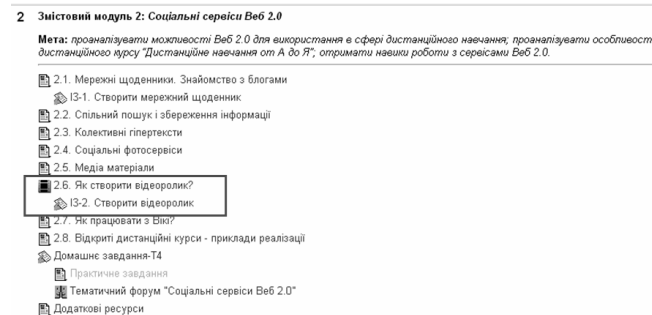 2 Змістовий модуль 2: Соціальні сервіси Веб 2.0
Мета: проаналізувати можливості Веб 2.0 для використання в сфері дистанційного навчання; проаналізувати особливост
дистанційного курсу "Дистанційне навчання от А до Я"; отримати навики роботи з сервісами Веб 2.0.
2.1. Мережні щоденники. Знайомство з блогами
ІЗ-1. Створити мережний щоденник
2.2. Спільний пошук і збереження інформації
2.3. Колективні гіпертексти
2.4. Соціальні фотосервіси
2.5. Медіа матеріали
2.6. Як створити відеоролик?
ІЗ-2. Створити відеоролик
2.7. Як працювати з Вікі?
2.8. Відкриті дистанційні курси - приклади реалізації
Домашнє завдання-Т4
Практичне завдання
Тематичний форум "Соціальні сервіси Веб 2.0"
Додаткові ресурси